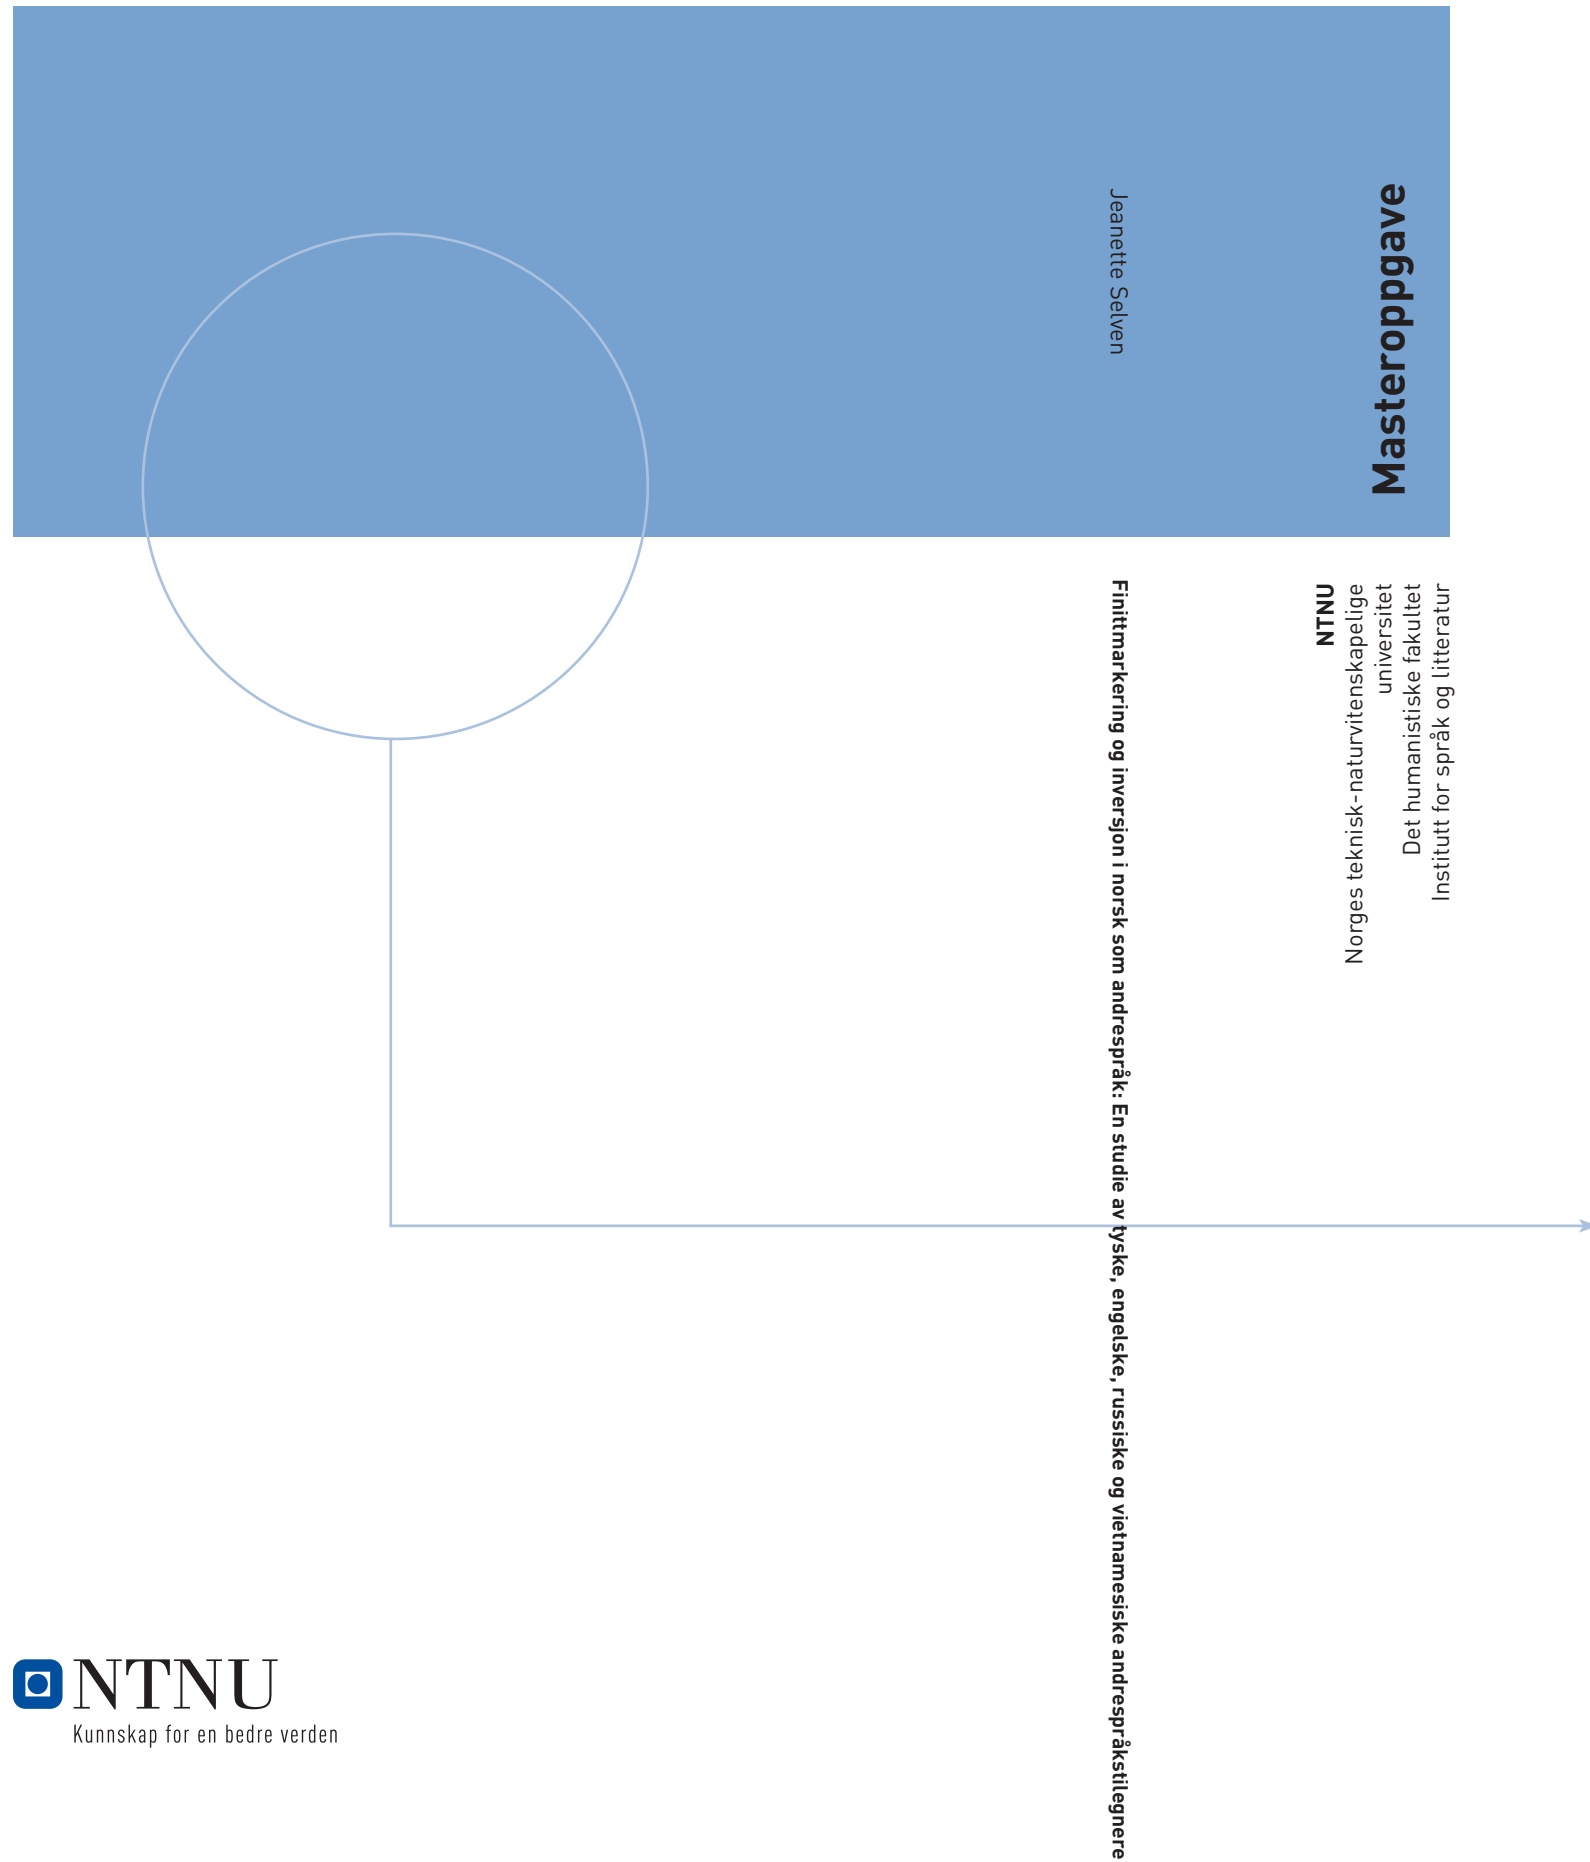 Masteroppgave
Jeanette Selven
Finittmarkering og inversjon i norsk som andrespråk: En studie av tyske, engelske, russiske og vietnamesiske andrespråkstilegnere
NTNU
Norges teknisk-naturvitenskapelige
universitet
Det humanistiske fakultet
Institutt for språk og litteratur
NTNU
Kunnskap for en bedre verden